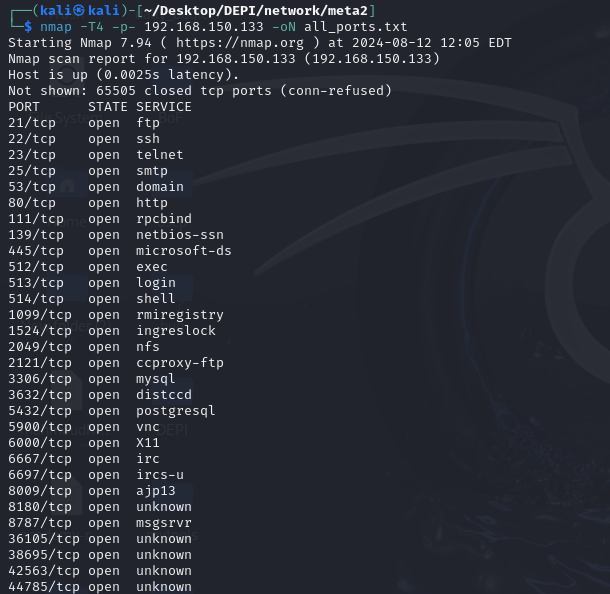 ┌──(kali㉿kali)-[~/Desktop/DEPI/network/meta2]
└─$ nmap -T4 -p- 192.168.150.133 -oN all_ports.txt
Starting Nmap 7.94 ( https://nmap.org ) at 2024-08-12 12:05 EDT
Nmap scan report for 192.168.150.133 (192.168.150.133)
Host is up (0.0025s latency).
Not shown: 65505 closed tcp ports (conn-refused)
PORT      STATE SERVICE
21/tcp    open  ftp
22/tcp    open  ssh
23/tcp    open  telnet
25/tcp    open  smtp
53/tcp    open  domain
80/tcp    open  http
111/tcp   open  rpcbind
139/tcp   open  netbios-ssn
445/tcp   open  microsoft-ds
512/tcp   open  exec
513/tcp   open  login
514/tcp   open  shell
1099/tcp  open  rmiregistry
1524/tcp  open  ingreslock
2049/tcp  open  nfs
2121/tcp  open  ccproxy-ftp
3306/tcp  open  mysql
3632/tcp  open  distccd
5432/tcp  open  postgresql
5900/tcp  open  vnc
6000/tcp  open  X11
6667/tcp  open  irc
6697/tcp  open  ircs-u
8009/tcp  open  ajp13
8180/tcp  open  unknown
8787/tcp  open  msgsrvr
36105/tcp open  unknown
38695/tcp open  unknown
42563/tcp open  unknown
44785/tcp open  unknown